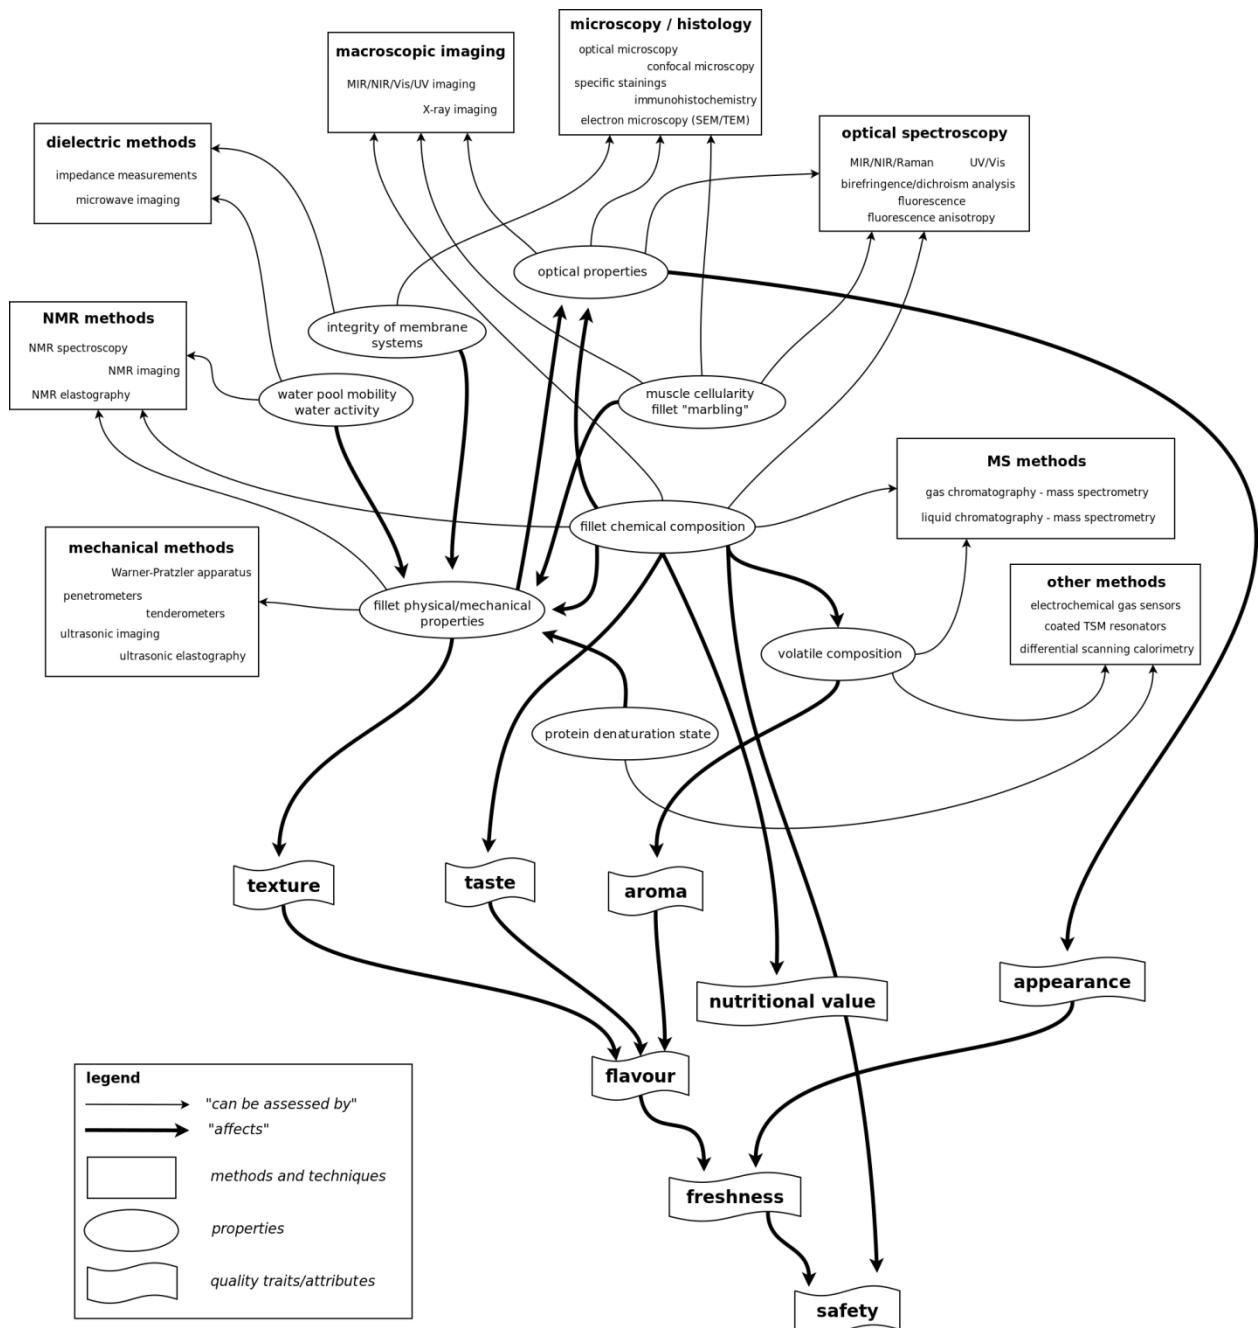 microscopy / histology
optical microscopy
confocal microscopy
specific stainings
immunohistochemistry
electron microscopy (SEM/TEM)
macroscopic imaging
MIR/NIR/Vis/UV imaging
X-ray imaging
dielectric methods
impedance measurements
microwave imaging
optical spectroscopy
MIR/NIR/Raman UV/Vis
birefringence/dichroism analysis
fluorescence
fluorescence anisotropy
optical properties
NMR methods
NMR spectroscopy
NMR imaging
NMR elastography
integrity of membrane
systems
water pool mobility
water activity
muscle cellularity
fillet "marbling"
MS methods
gas chromatography - mass spectrometry
liquid chromatography - mass spectrometry
fillet chemical composition
mechanical methods
Warner-Pratzler apparatus
penetrometers
tenderometers
ultrasonic imaging
ultrasonic elastography
fillet physical/mechanical
properties
other methods
electrochemical gas sensors
coated TSM resonators
differential scanning calorimetry
volatile composition
protein denaturation state
texture
taste
aroma
nutritional value
appearance
flavour
freshness
safety
legend
"can be assessed by"
"affects"
methods and techniques
properties
quality traits/attributes